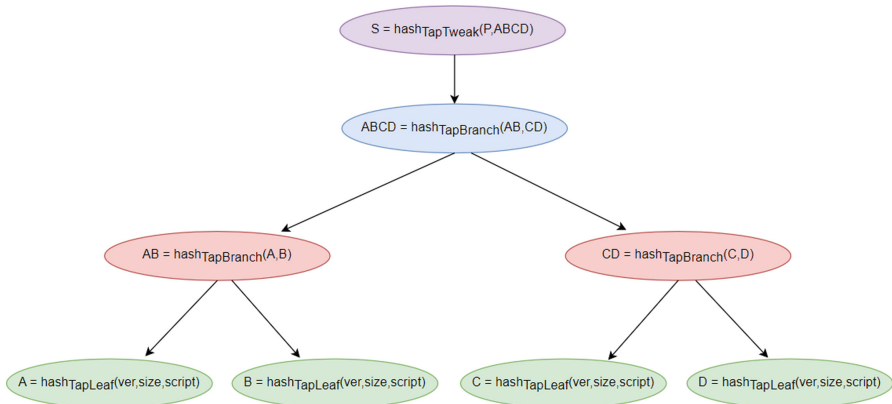 S = hashTapTweak(P,ABCD)
ABCD = hashTapBranch(AB,CD)
AB = hashTapBranch(A,B)
CD = hashTapBranch(C,D)
A = hashTapLeaf(ver,size,script)
B = hashTapLeaf(ver,size,script)
C = hashTapLeaf(ver,size,script)
D = hashTapLeaf(ver,size,script)